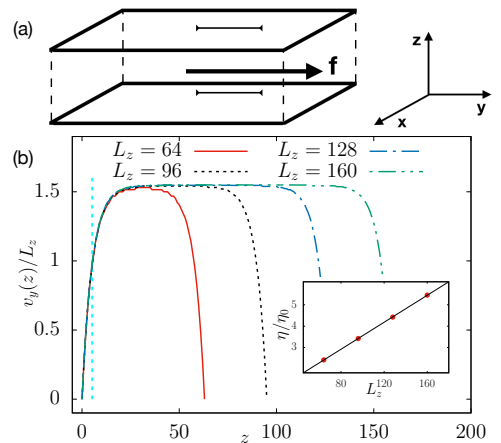 (a)
f
z
y
x
(b)
L_z = 64
L_z = 96
L_z = 128
L_z = 160
v_y(z)/L_z
1.5
1
0.5
0
0
50
100
150
200
z
η/η_0
5
4
3
80
120
160
L_z